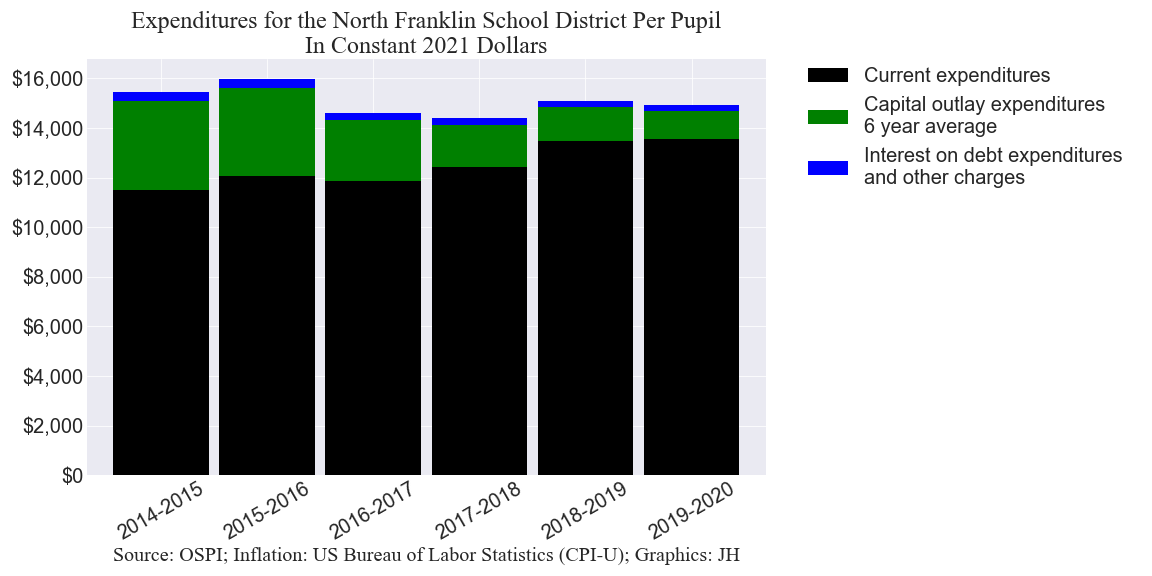 Expenditures for the North Franklin School District Per Pupil
In Constant 2021 Dollars
$16,000
$14,000
$12,000
$10,000
$8,000
$6,000
$4,000
$2,000
$0
2014-2015
2015-2016
2016-2017
2017-2018
2018-2019
2019-2020
Current expenditures
Capital outlay expenditures
6 year average
Interest on debt expenditures
and other charges
Source: OSPI; Inflation: US Bureau of Labor Statistics (CPI-U); Graphics: JH